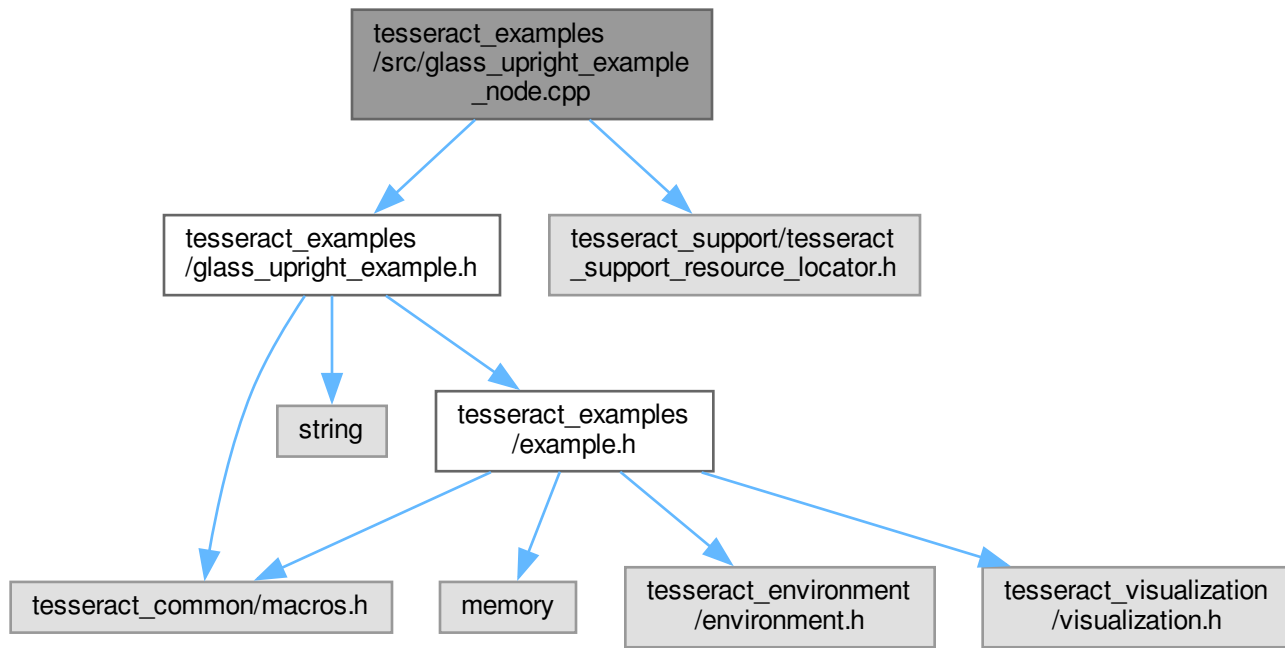 tesseract_examples
/src/glass_upright_example
_node.cpp
tesseract_examples
/glass_upright_example.h
tesseract_support/tesseract
_support_resource_locator.h
string
tesseract_examples
/example.h
tesseract_common/macros.h
memory
tesseract_environment
/environment.h
tesseract_visualization
/visualization.h